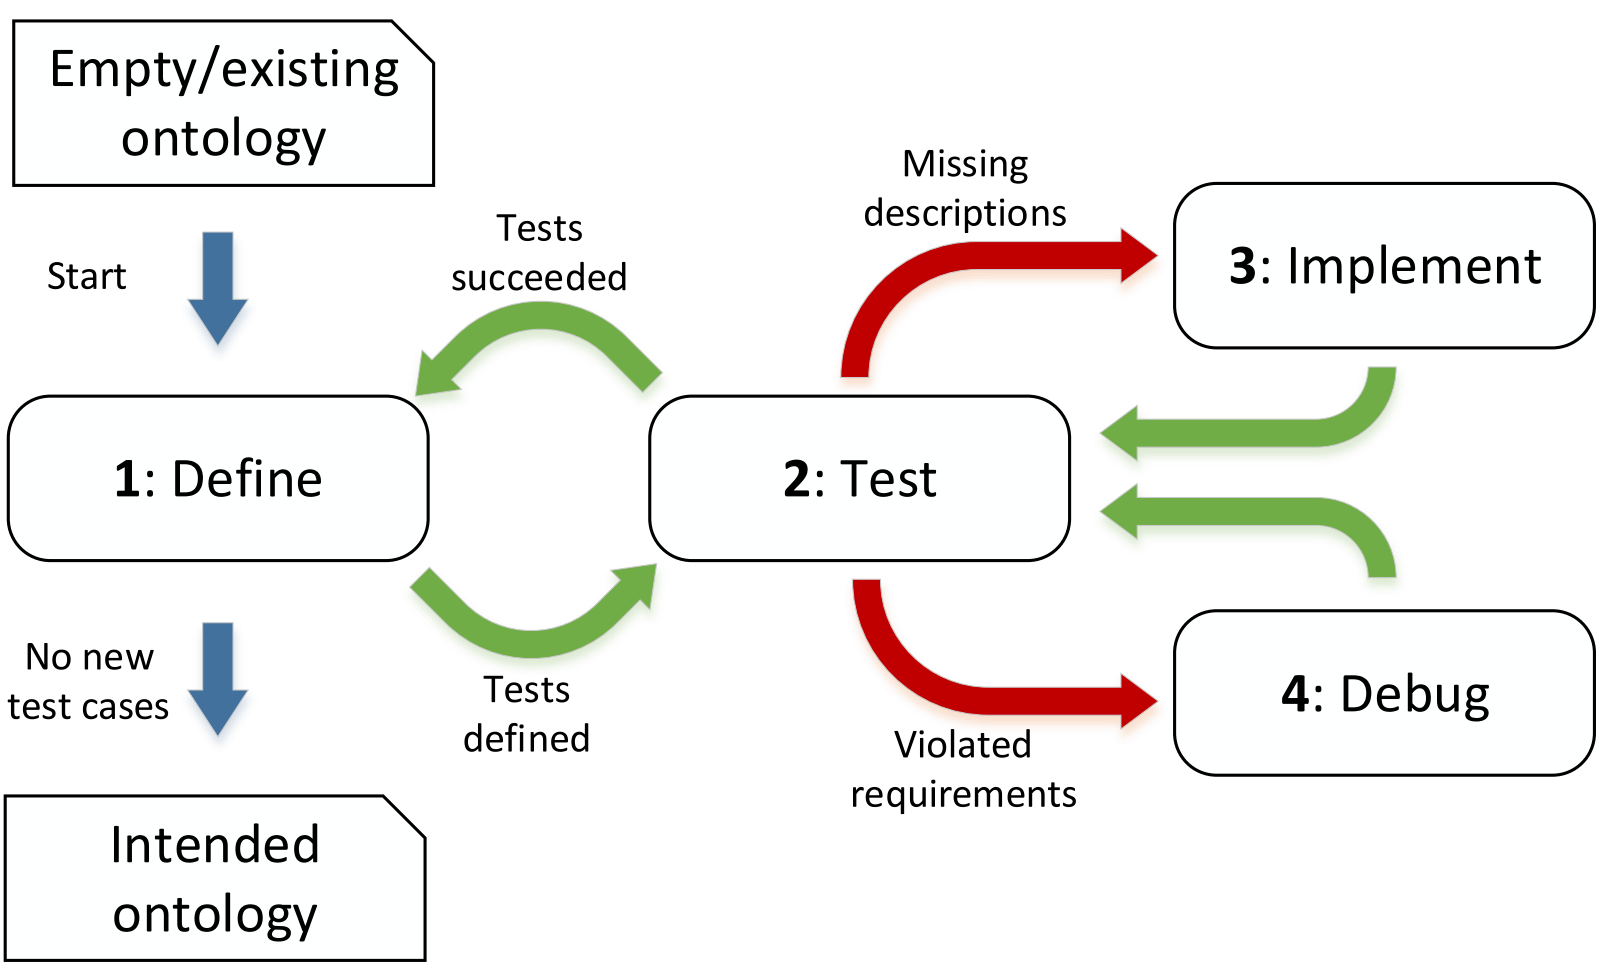 Empty/existing
ontology
Start
Tests
succeeded
Missing
descriptions
3: Implement
1: Define
2: Test
No new
test cases
Tests
defined
Violated
requirements
4: Debug
Intended
ontology